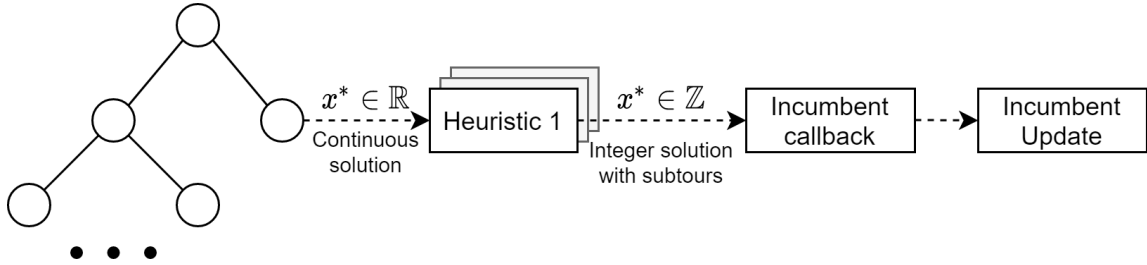 x* ∈ ℝ
Continuous
solution
Heuristic 1
x* ∈ ℤ
Integer solution
with subtours
Incumbent
callback
Incumbent
Update